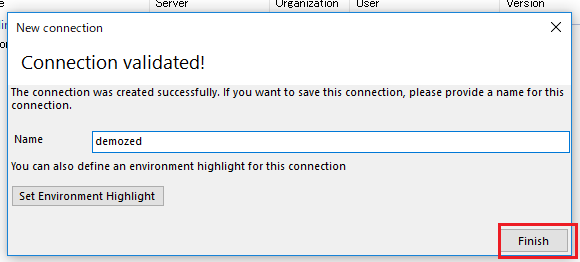 Server Organization User Version
New connection
Connection validated!
The connection was created successfully. If you want to save this connection, please provide a name for this
connection.
Name demozed
You can also define an environment highlight for this connection
Set Environment Highlight
Finish